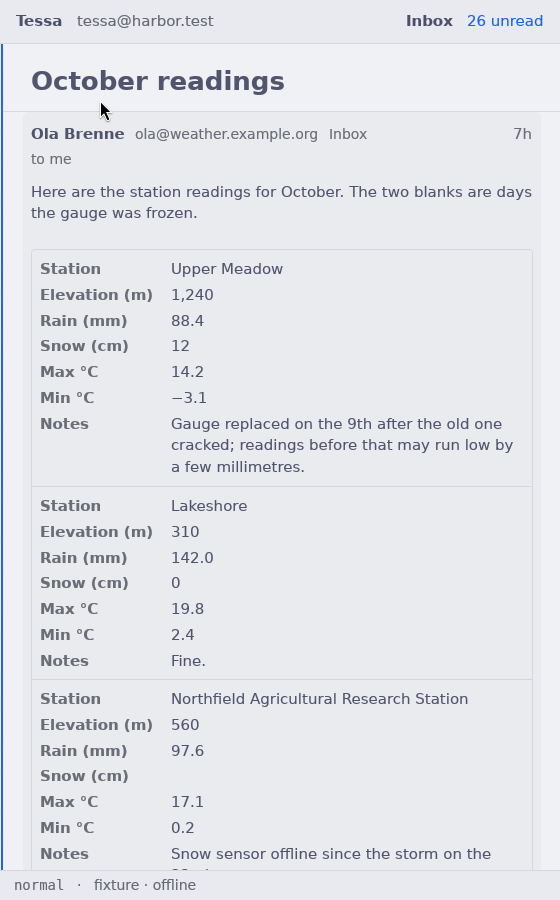 Tessa tessa@harbor.test Inbox 26 unread
October readings
Ola Brenne ola@weather.example.org Inbox 7h
to me
Here are the station readings for October. The two blanks are days
the gauge was frozen.
Station Upper Meadow
Elevation (m) 1,240
Rain (mm) 88.4
Snow (cm) 12
Max °C 14.2
Min °C −3.1
Notes Gauge replaced on the 9th after the old one
cracked; readings before that may run low by
a few millimetres.
Station Lakeshore
Elevation (m) 310
Rain (mm) 142.0
Snow (cm) 0
Max °C 19.8
Min °C 2.4
Notes Fine.
Station Northfield Agricultural Research Station
Elevation (m) 560
Rain (mm) 97.6
Snow (cm)
Max °C 17.1
Min °C 0.2
Notes Snow sensor offline since the storm on the
normal · fixture · offline